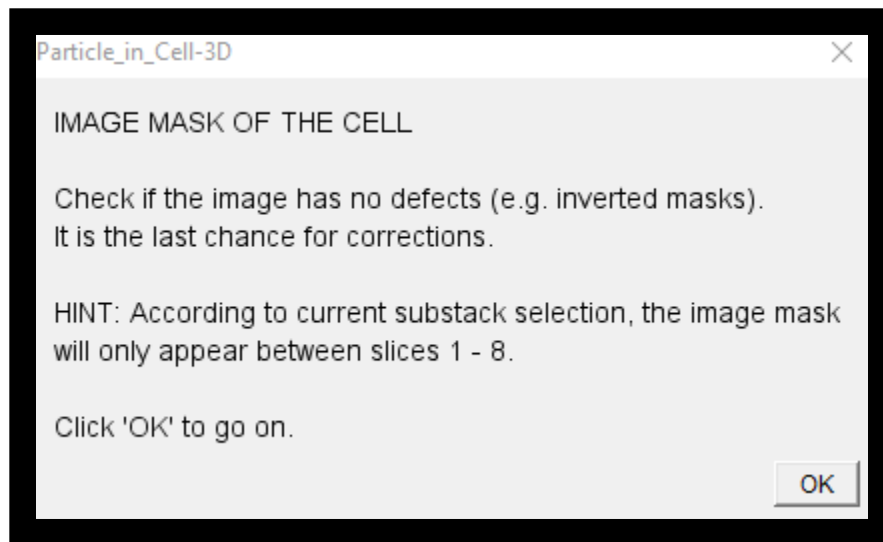 Particle_in_Cell-3D
IMAGE MASK OF THE CELL
Check if the image has no defects (e.g. inverted masks).
It is the last chance for corrections.
HINT: According to current substack selection, the image mask
will only appear between slices 1 - 8.
Click 'OK' to go on.
OK